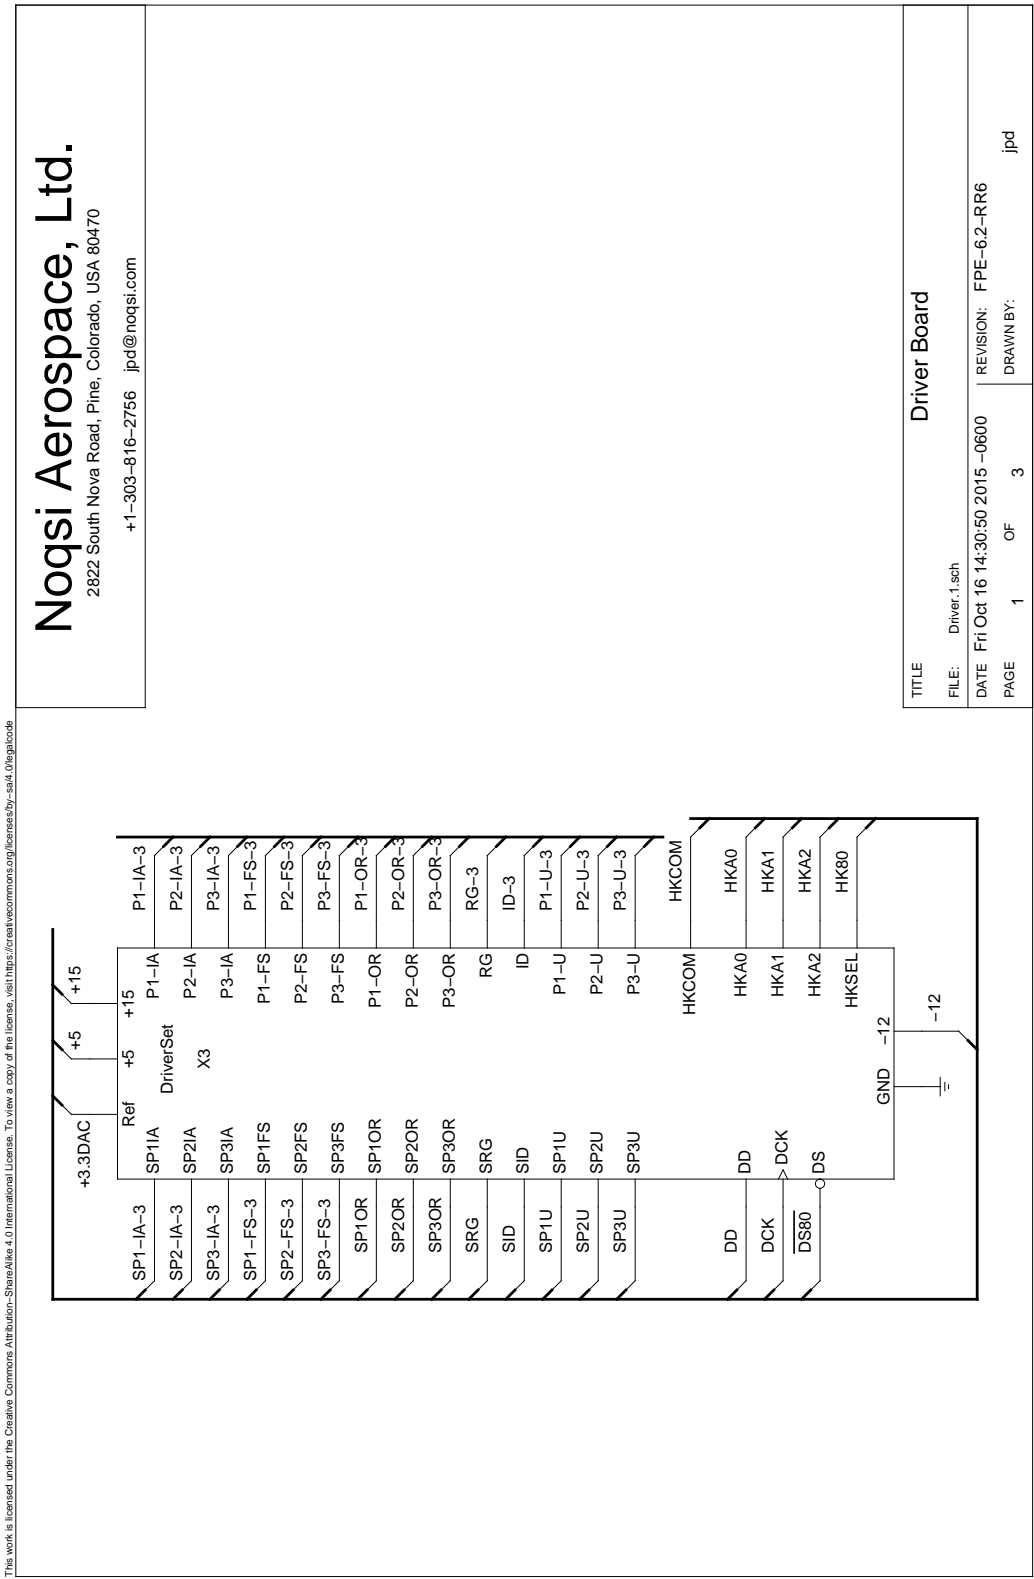 This work is licensed under the Creative Commons Attribution−ShareAlike 4.0 International License. To view a copy of the license, visit https://creativecommons.org/licenses/by−sa/4.0/legalcode
Noqsi Aerospace, Ltd.
2822 South Nova Road, Pine, Colorado, USA 80470
+1−303−816−2756 jpd@noqsi.com
+3.3DAC
+5
+15
Ref
+5
+15
DriverSet
X3
SP1−IA−3 SP1IA P1−IA P1−IA−3
SP2−IA−3 SP2IA P2−IA P2−IA−3
SP3−IA−3 SP3IA P3−IA P3−IA−3
SP1−FS−3 SP1FS P1−FS P1−FS−3
SP2−FS−3 SP2FS P2−FS P2−FS−3
SP3−FS−3 SP3FS P3−FS P3−FS−3
SP1OR SP1OR P1−OR P1−OR−3
SP2OR SP2OR P2−OR P2−OR−3
SP3OR SP3OR P3−OR P3−OR−3
SRG SRG RG RG−3
SID SID ID ID−3
SP1U SP1U P1−U P1−U−3
SP2U SP2U P2−U P2−U−3
SP3U SP3U P3−U P3−U−3
HKCOM HKCOM
DD DD HKA0 HKA0
DCK DCK HKA1 HKA1
DS80 DS HKA2 HKA2
HKSEL HK80
GND −12
−12
TITLE
Driver Board
FILE: Driver.1.sch
DATE Fri Oct 16 14:30:50 2015 −0600
REVISION: FPE−6.2−RR6
PAGE 1 OF 3
DRAWN BY: jpd